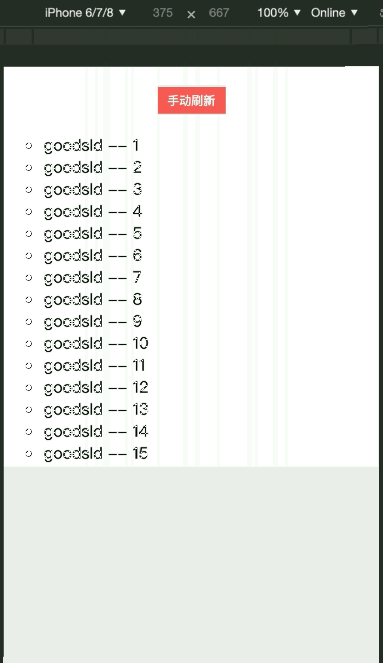 iPhone 6/7/8 ▼ 375 × 667 100% ▼ Online ▼
手动刷新
goodsId -- 1
goodsId -- 2
goodsId -- 3
goodsId -- 4
goodsId -- 5
goodsId -- 6
goodsId -- 7
goodsId -- 8
goodsId -- 9
goodsId -- 10
goodsId -- 11
goodsId -- 12
goodsId -- 13
goodsId -- 14
goodsId -- 15